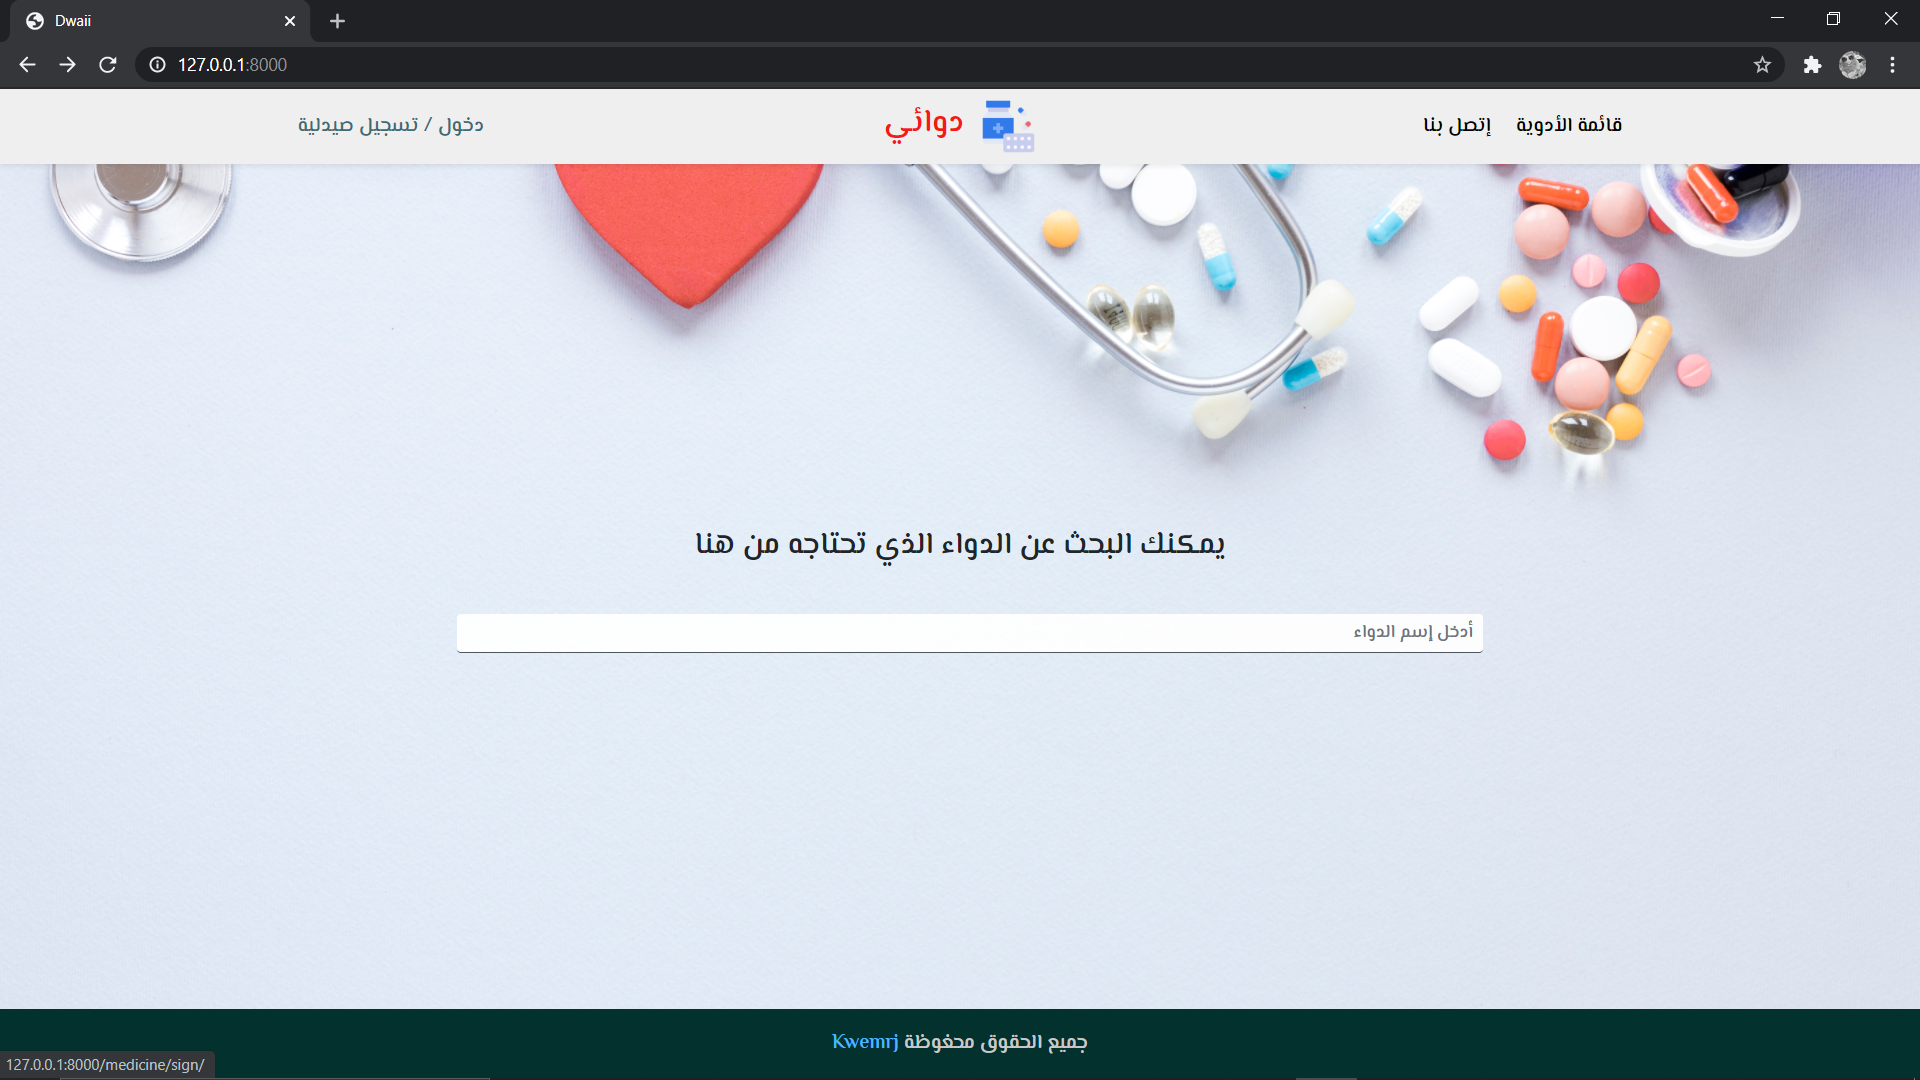 Dwaii
127.0.0.1:8000
قائمة الأدوية
إتصل بنا
دوائي
دخول / تسجيل صيدلية
يمكنك البحث عن الدواء الذي تحتاجه من هنا
أدخل إسم الدواء
جميع الحقوق محفوظة Kwemrj
127.0.0.1:8000/medicine/sign/